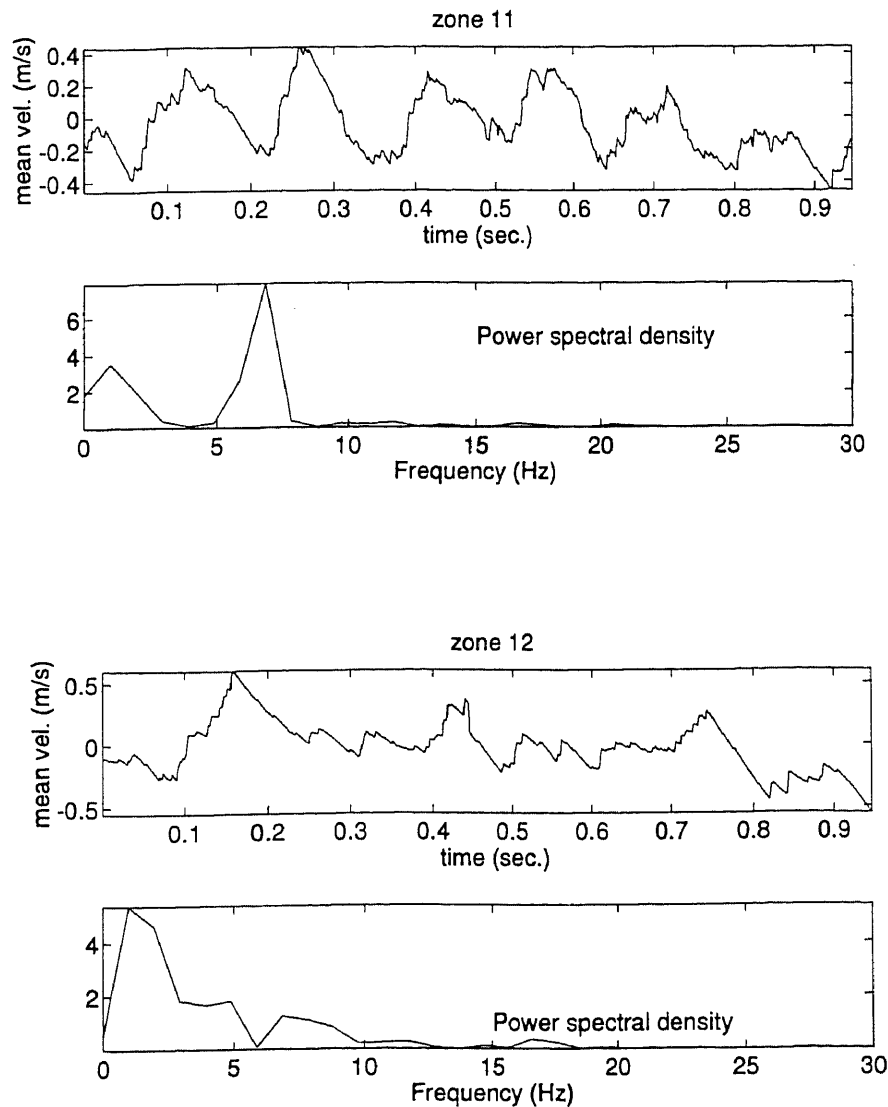 zone 11
mean vel. (m/s)
0.4
0.2
0
-0.2
-0.4
0.1 0.2 0.3 0.4 0.5 0.6 0.7 0.8 0.9
time (sec.)
Power spectral density
6
4
2
0 5 10 15 20 25 30
Frequency (Hz)
zone 12
mean vel. (m/s)
0.5
0
-0.5
0.1 0.2 0.3 0.4 0.5 0.6 0.7 0.8 0.9
time (sec.)
4
2
Power spectral density
0 5 10 15 20 25 30
Frequency (Hz)